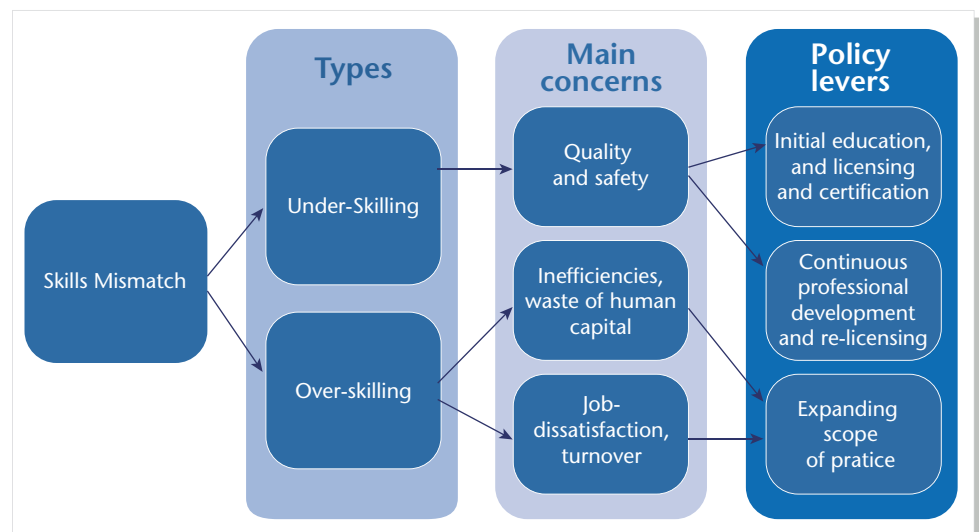 Types
Main
concerns
Policy
levers
Skills Mismatch
Under-Skilling
Over-skilling
Quality
and safety
Inefficiencies,
waste of human
capital
Job-
dissatisfaction,
turnover
Initial education,
and licensing
and certification
Continuous
professional
development
and re-licensing
Expanding
scope
of pratice